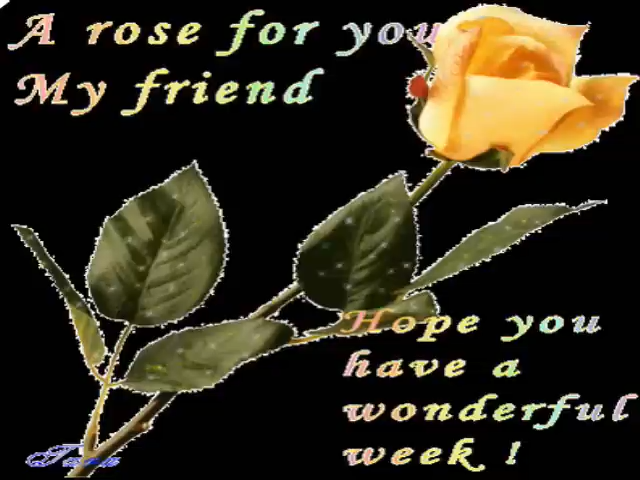 A rose for you
My friend
Hope you
have a
wonderful
week !